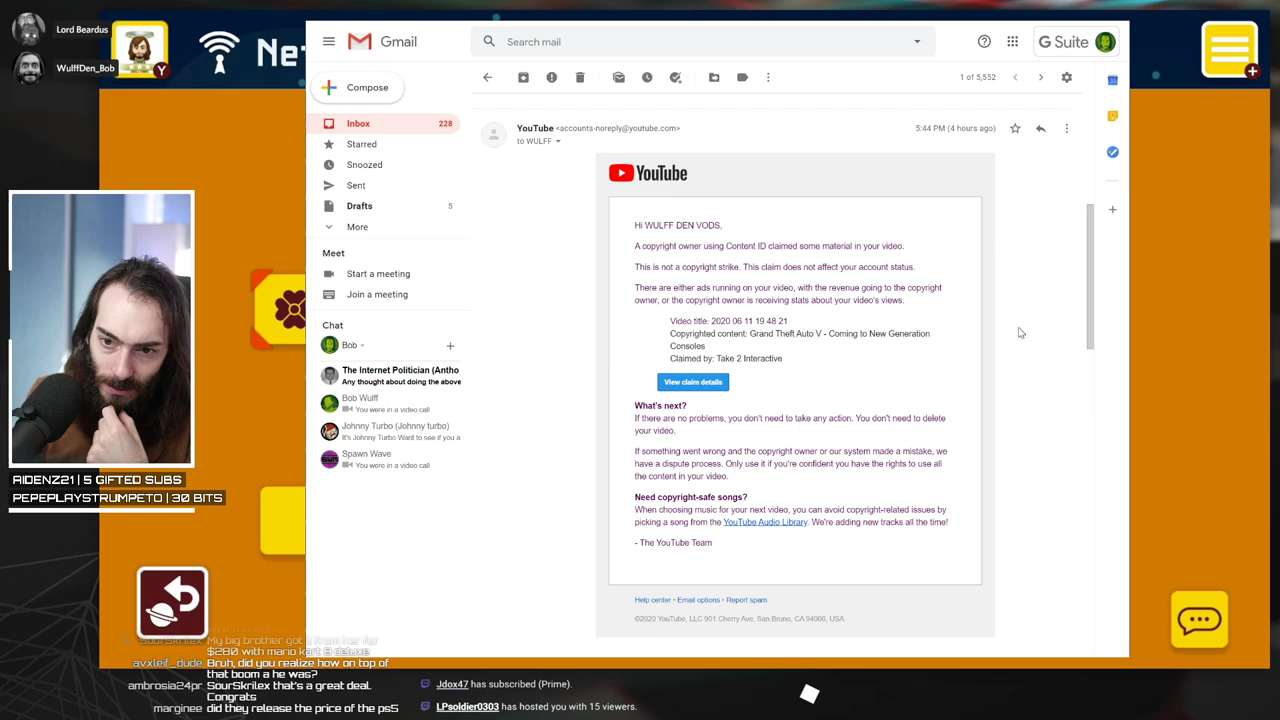 Lord Beardus
WulffDen_Bob
Y
Net
Gmail
Search mail
G Suite
Compose
1 of 5,552
Inbox 228
Starred
Snoozed
Sent
Drafts 5
More
Meet
Start a meeting
Join a meeting
Chat
Bob
The Internet Politician (Antho
Any thought about doing the above
Bob Wulff
You were in a video call
Johnny Turbo (Johnny turbo)
It's Johnny Turbo Want to see if you a
Spawn Wave
You were in a video call
YouTube <accounts-noreply@youtube.com>
5:44 PM (4 hours ago)
to WULFF
YouTube
Hi WULFF DEN VODS,
A copyright owner using Content ID claimed some material in your video.
This is not a copyright strike. This claim does not affect your account status.
There are either ads running on your video, with the revenue going to the copyright
owner, or the copyright owner is receiving stats about your video's views.
Video title: 2020 06 11 19 48 21
Copyrighted content: Grand Theft Auto V - Coming to New Generation
Consoles
Claimed by: Take 2 Interactive
View claim details
What's next?
If there are no problems, you don't need to take any action. You don't need to delete
your video.
If something went wrong and the copyright owner or our system made a mistake, we
have a dispute process. Only use it if you're confident you have the rights to use all
the content in your video.
Need copyright-safe songs?
When choosing music for your next video, you can avoid copyright-related issues by
picking a song from the YouTube Audio Library. We're adding new tracks all the time!
- The YouTube Team
Help center • Email options • Report spam
©2020 YouTube, LLC 901 Cherry Ave, San Bruno, CA 94066, USA
AIDENZ21 | 5 GIFTED SUBS
PEPEPLAYSTRUMPETO | 30 BITS
SourSkrilex My big brother got 1 from her for
$280 with mario kart 8 deluxe
avxleif_dude Bruh, did you realize how on top of
that boom a he was?
ambrosia24pr SourSkrilex that's a great deal.
Congrats
marginee did they release the price of the ps5
Jdox47 has subscribed (Prime).
LPsoldier0303 has hosted you with 15 viewers.